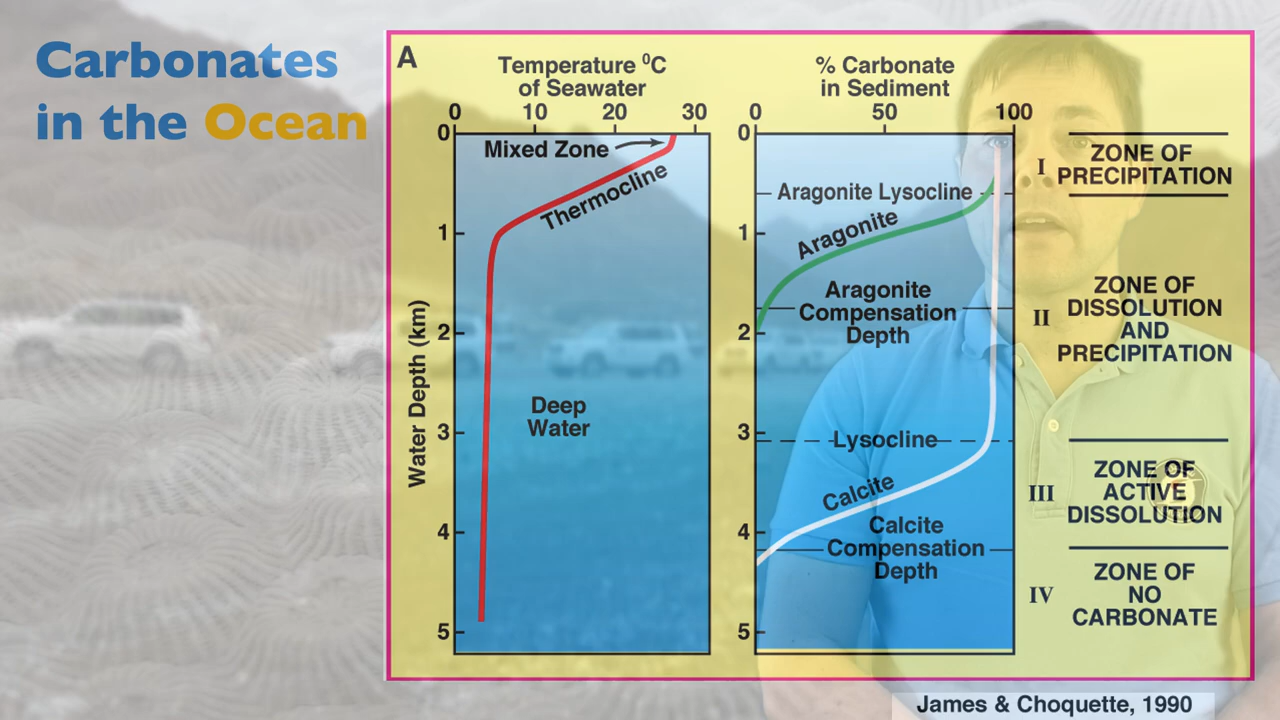 Carbonates
in the Ocean
A
Temperature ⁰C
of Seawater
0 10 20 30
Mixed Zone
Thermocline
Deep
Water
Water Depth (km)
0
1
2
3
4
5
% Carbonate
in Sediment
0 50 100
0
1
2
3
4
5
Aragonite Lysocline
Aragonite
Aragonite
Compensation
Depth
Lysocline
Calcite
Calcite
Compensation
Depth
I
ZONE OF
PRECIPITATION
II
ZONE OF
DISSOLUTION
AND
PRECIPITATION
III
ZONE OF
ACTIVE
DISSOLUTION
IV
ZONE OF
NO
CARBONATE
James & Choquette, 1990